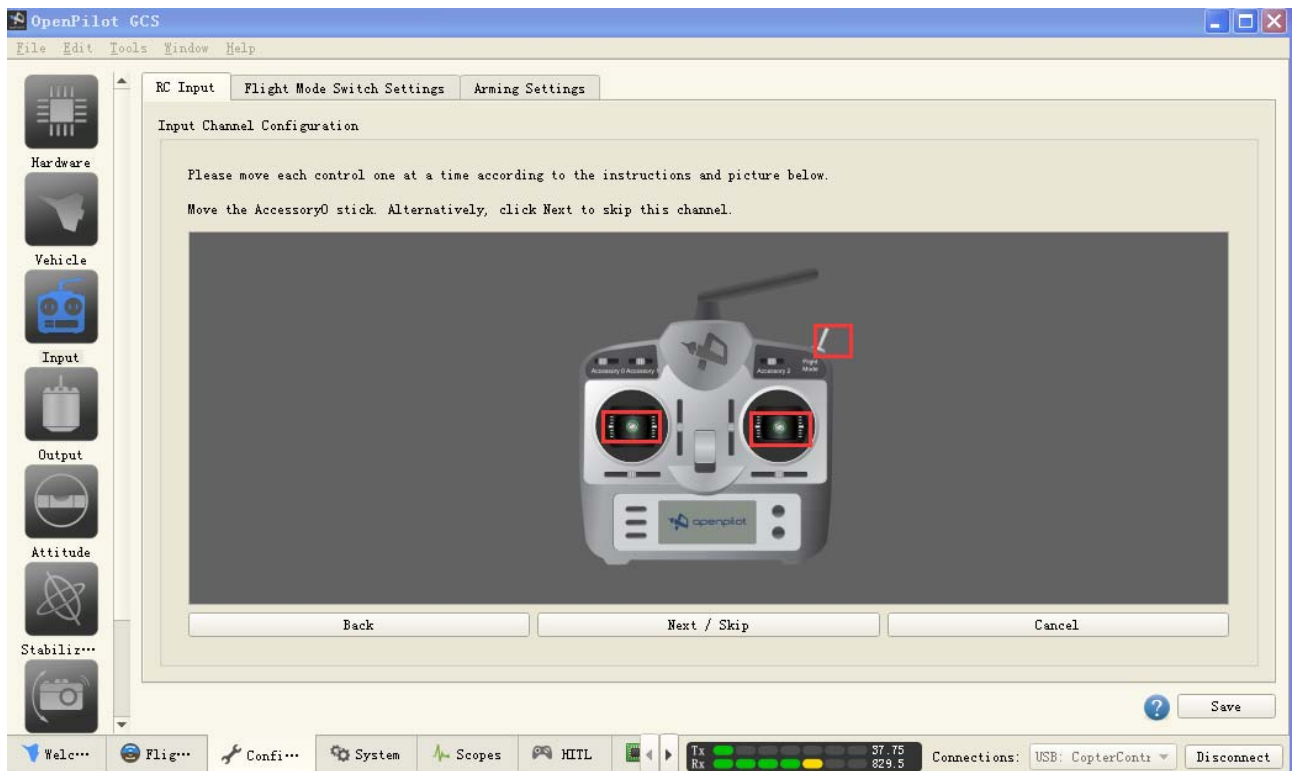 OpenPilot GCS
File Edit Tools Window Help
RC Input Flight Mode Switch Settings Arming Settings
Input Channel Configuration
Hardware
Please move each control one at a time according to the instructions and picture below.
Move the Accessory0 stick. Alternatively, click Next to skip this channel.
Vehicle
Input
Accessory 0 Accessory 1 Accessory 2 Flight Mode
Output
openpilot
Attitude
Back Next / Skip Cancel
Stabiliz···
? Save
Welc··· Flig··· Confi··· System Scopes HITL Tx 37.75 Connections: USB: CopterContr Disconnect
Rx 829.5